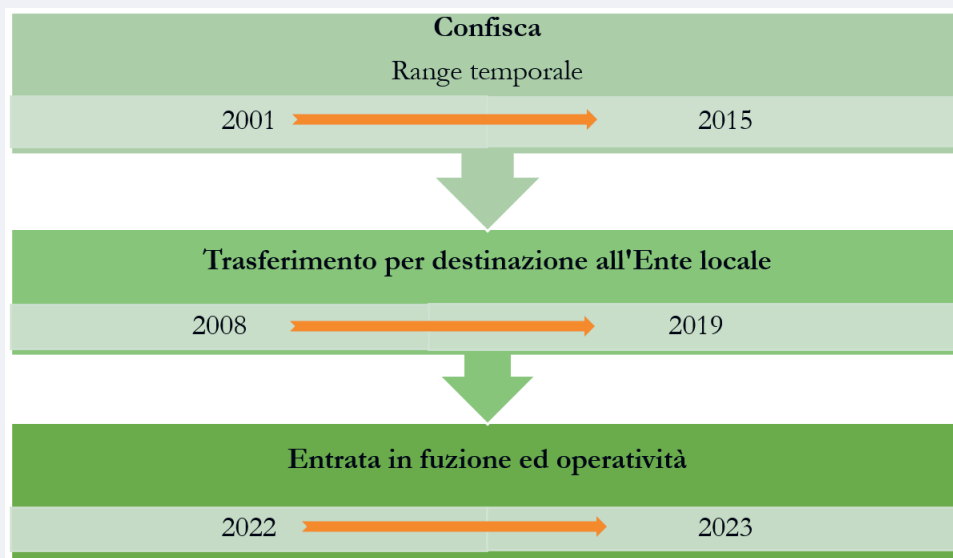 Confisca
Range temporale
2001 2015
Trasferimento per destinazione all'Ente locale
2008 2019
Entrata in fuzione ed operatività
2022 2023